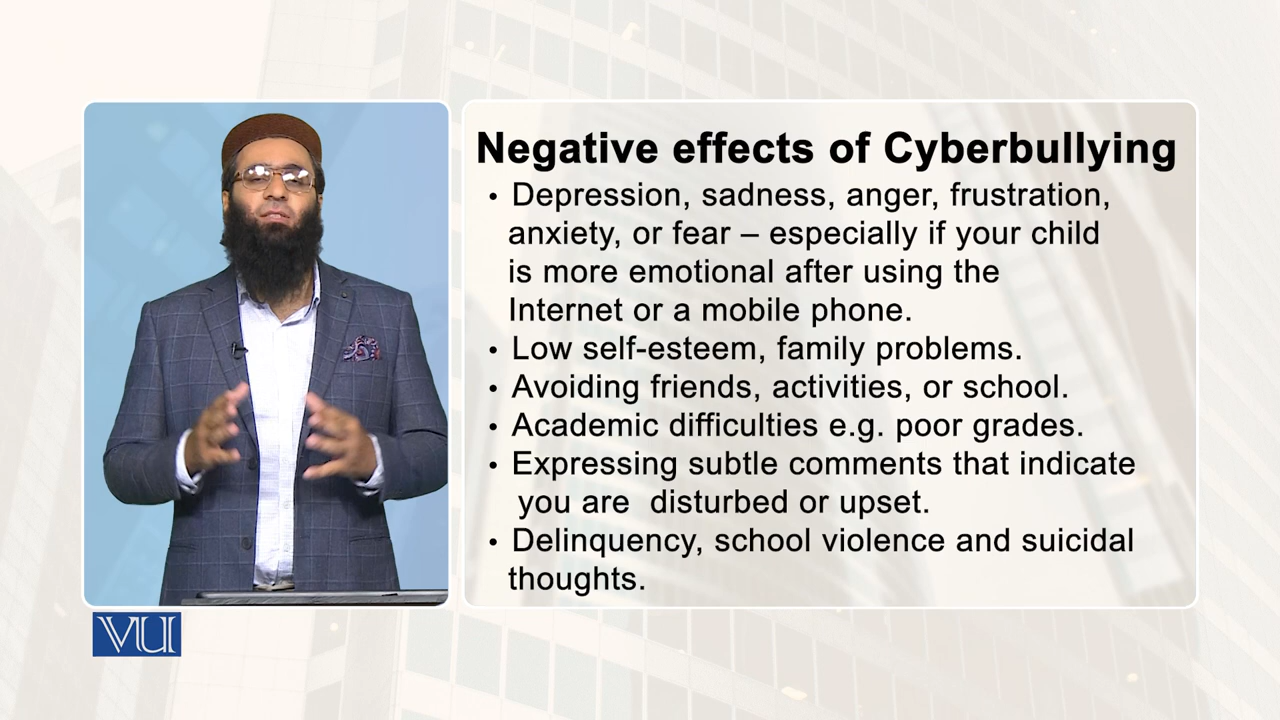 Negative effects of Cyberbullying
• Depression, sadness, anger, frustration,
anxiety, or fear – especially if your child
is more emotional after using the
Internet or a mobile phone.
• Low self-esteem, family problems.
• Avoiding friends, activities, or school.
• Academic difficulties e.g. poor grades.
• Expressing subtle comments that indicate
you are  disturbed or upset.
• Delinquency, school violence and suicidal
thoughts.
VU